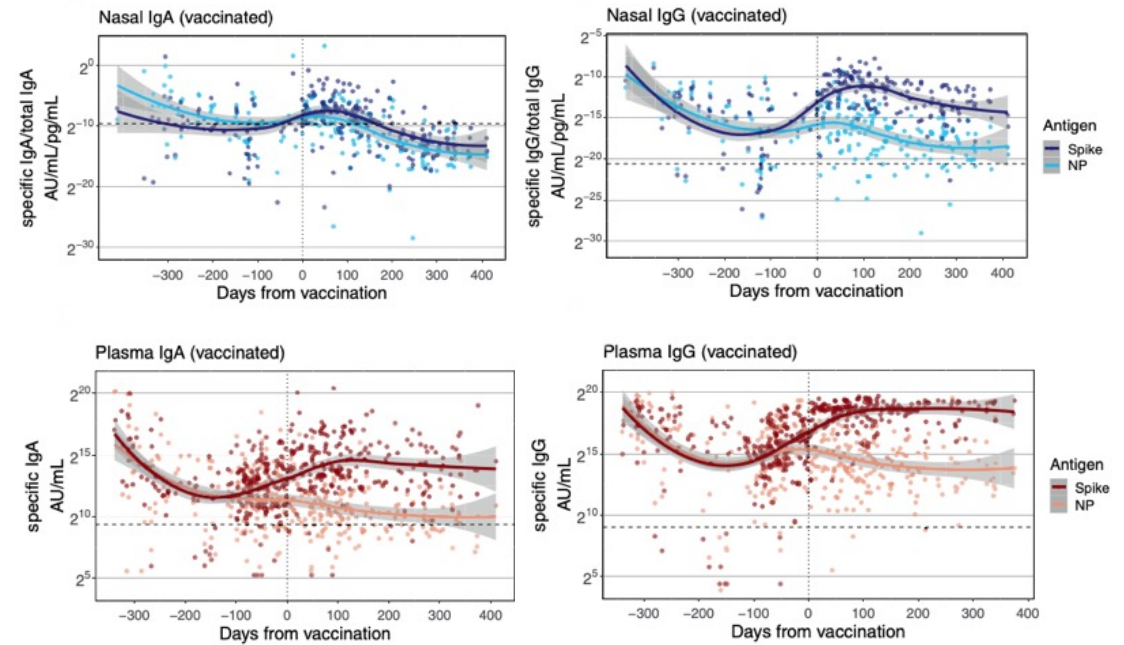 Nasal IgA (vaccinated)
specific IgA/total IgA
AU/mL/pg/mL
2^0
2^−10
2^−20
2^−30
−300 −200 −100 0 100 200 300 400
Days from vaccination
Nasal IgG (vaccinated)
specific IgG/total IgG
AU/mL/pg/mL
2^−5
2^−10
2^−15
2^−20
2^−25
2^−30
−300 −200 −100 0 100 200 300 400
Days from vaccination
Antigen
Spike
NP
Plasma IgA (vaccinated)
specific IgA
AU/mL
2^20
2^15
2^10
2^5
−300 −200 −100 0 100 200 300 400
Days from vaccination
Plasma IgG (vaccinated)
specific IgG
AU/mL
2^20
2^15
2^10
2^5
−300 −200 −100 0 100 200 300 400
Days from vaccination
Antigen
Spike
NP